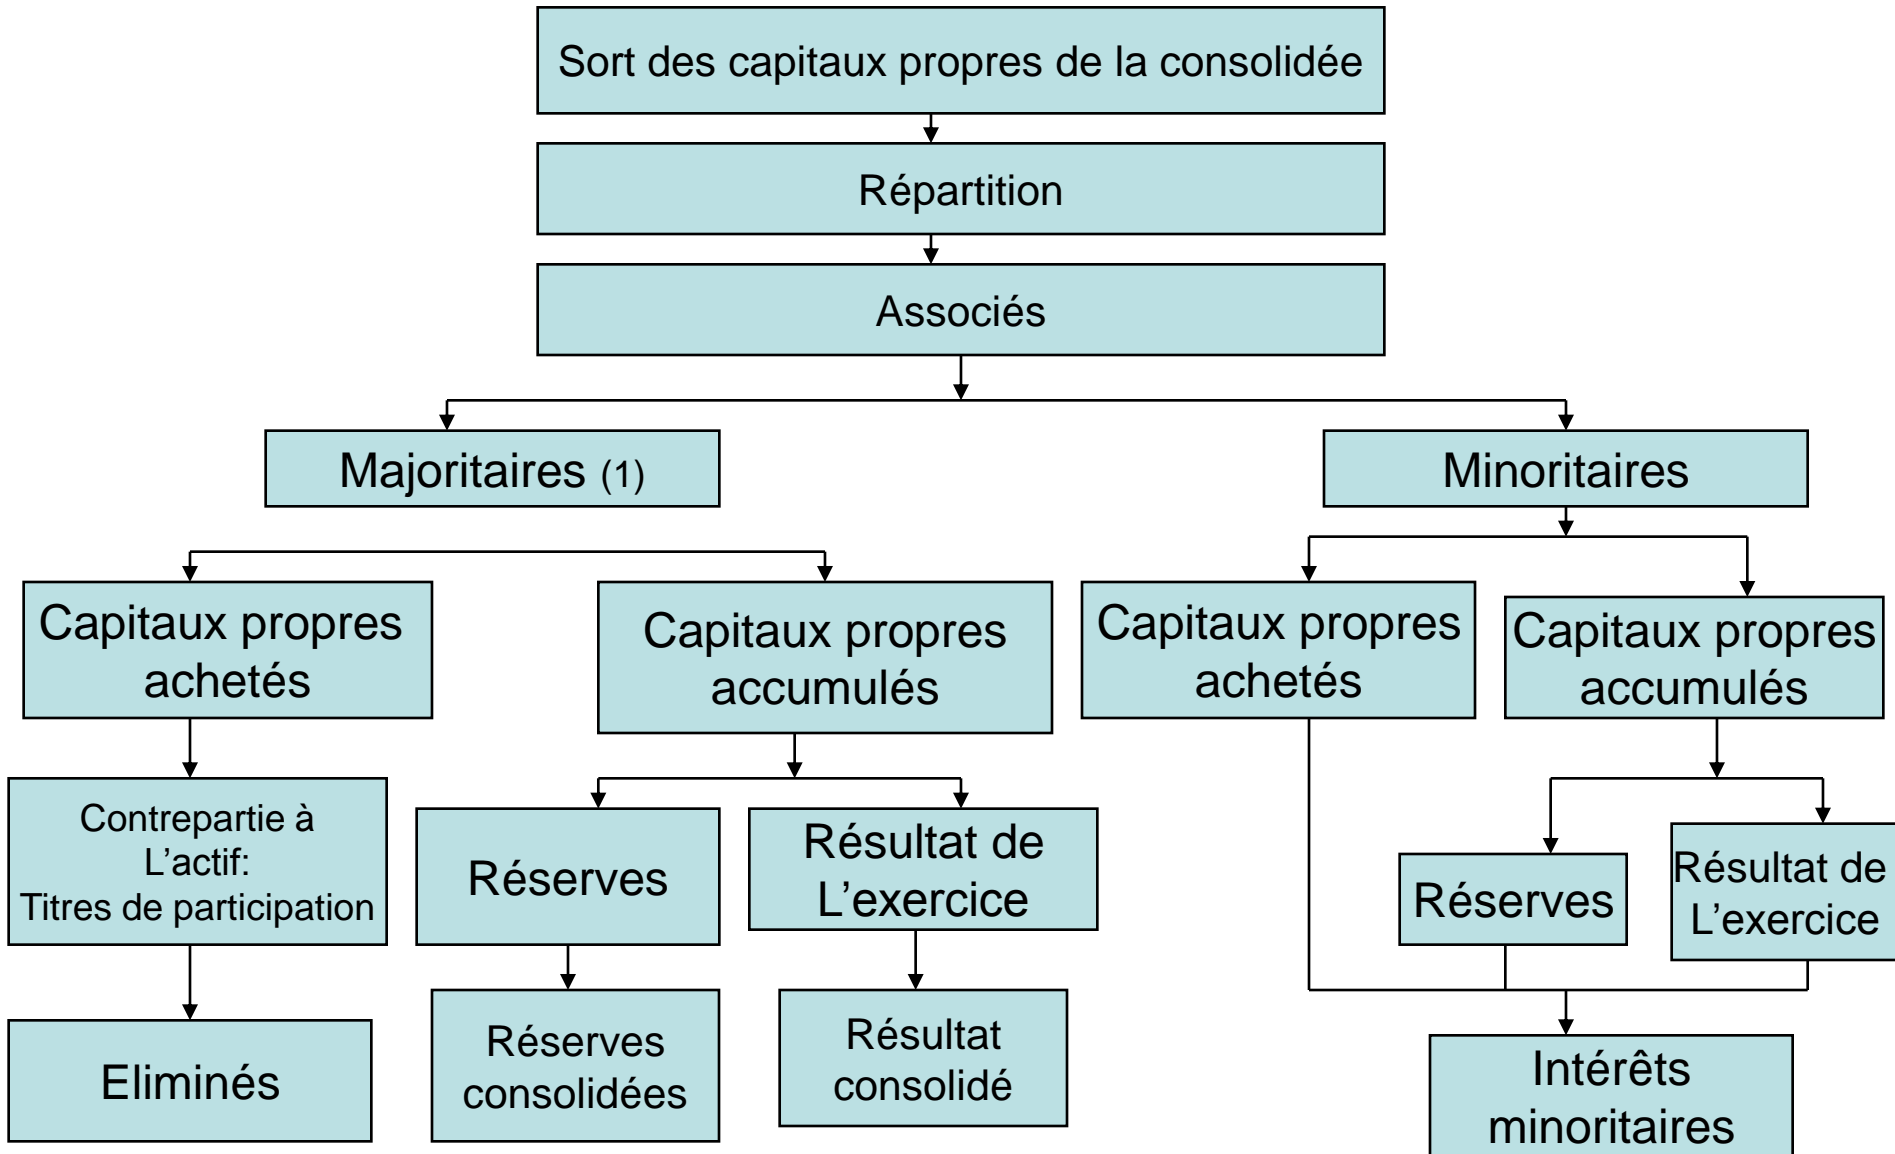 Sort des capitaux propres de la consolidée
Répartition
Associés
Majoritaires (1)
Minoritaires
Capitaux propres
achetés
Capitaux propres
accumulés
Capitaux propres
achetés
Capitaux propres
accumulés
Contrepartie à
L’actif:
Titres de participation
Réserves
Résultat de
L’exercice
Réserves
Résultat de
L’exercice
Eliminés
Réserves
consolidées
Résultat
consolidé
Intérêts
minoritaires